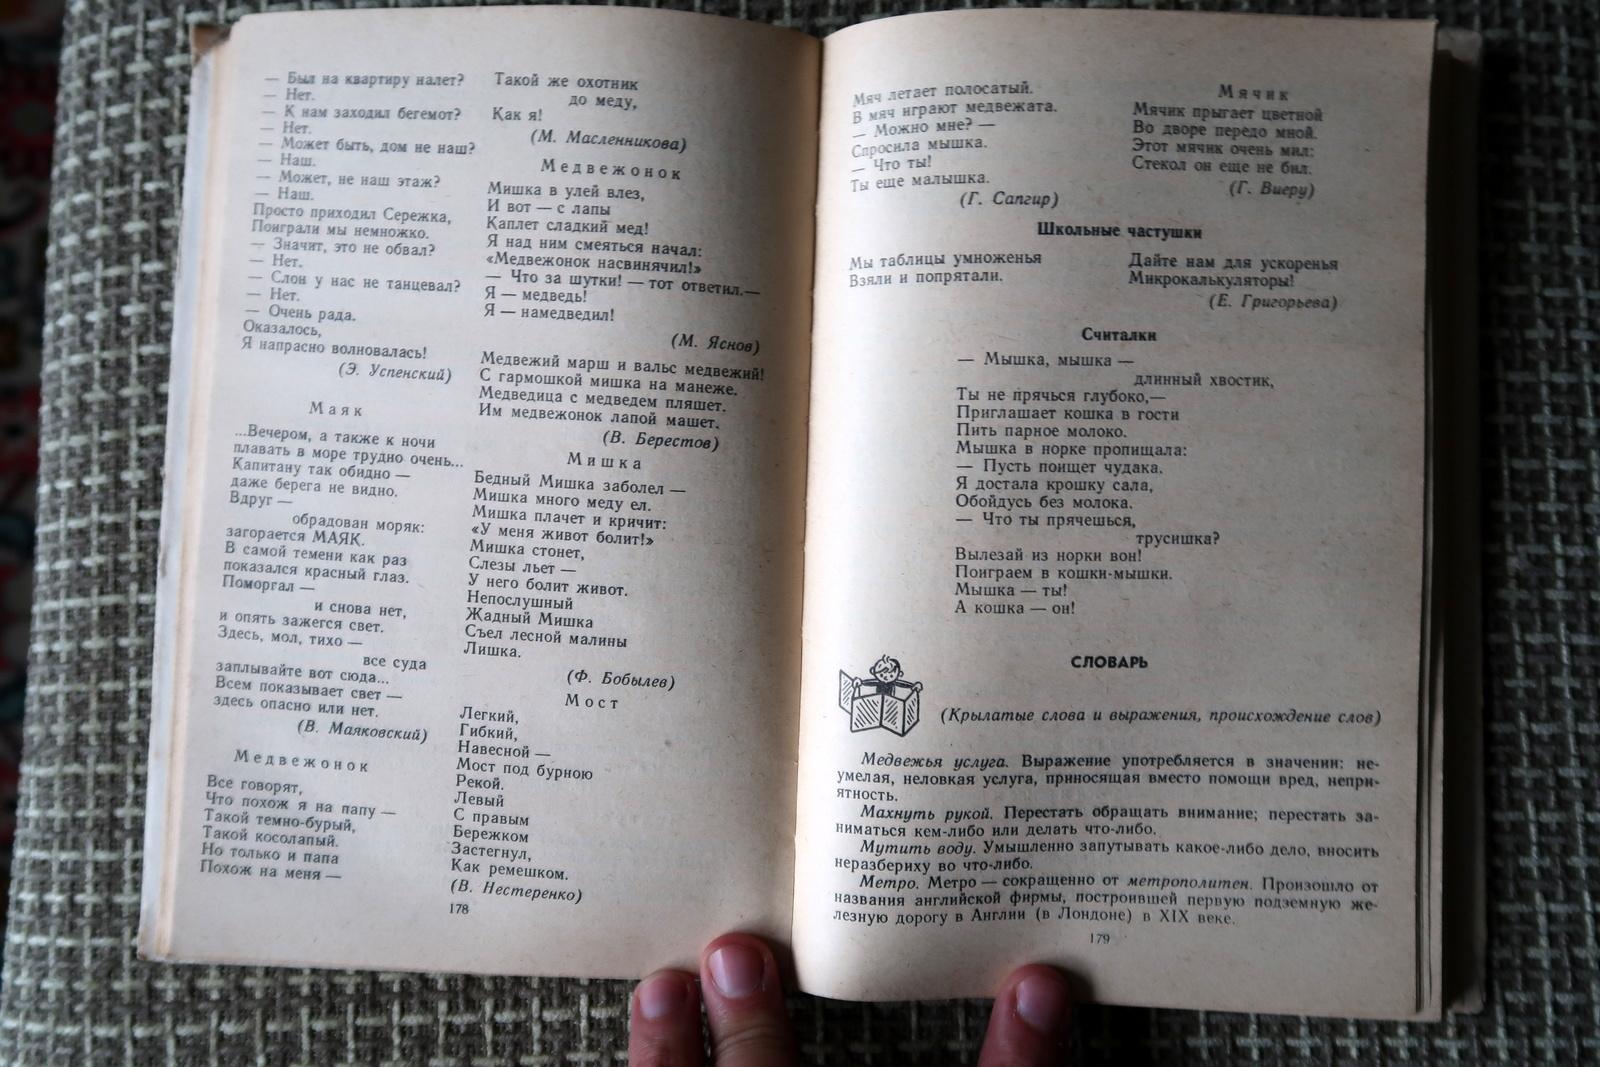 — Был на квартиру налет?
— Нет.
— К нам заходил бегемот?
— Нет.
— Может быть, дом не наш?
— Наш.
— Может, не наш этаж?
— Наш.
Просто приходил Сережка,
Поиграли мы немножко.
— Значит, это не обвал?
— Нет.
— Слон у нас не танцевал?
— Нет.
— Очень рада.
Оказалось,
Я напрасно волновалась!
(Э. Успенский)
Маяк
...Вечером, а также к ночи
плавать в море трудно очень...
Капитану так обидно —
даже берега не видно.
Вдруг —
обрадован моряк:
загорается МАЯК.
В самой темени как раз
показался красный глаз.
Поморгал —
и снова нет,
и опять зажегся свет.
Здесь, мол, тихо —
все суда
заплывайте вот сюда...
Всем показывает свет —
здесь опасно или нет.
(В. Маяковский)
Медвежонок
Все говорят,
Что похож я на папу —
Такой темно-бурый,
Такой косолапый.
Но только и папа
Похож на меня —
Такой же охотник
до меду,
Как я!
(М. Масленникова)
Медвежонок
Мишка в улей влез,
И вот — с лапы
Каплет сладкий мед!
Я над ним смеяться начал:
«Медвежонок насвинячил!»
— Что за шутки! — тот ответил.—
Я — медведь!
Я — намедведил!
(М. Яснов)
Медвежий марш и вальс медвежий!
С гармошкой мишка на манеже.
Медведица с медведем пляшет.
Им медвежонок лапой машет.
(В. Берестов)
Мишка
Бедный Мишка заболел —
Мишка много меду ел.
Мишка плачет и кричит:
«У меня живот болит!»
Мишка стонет,
Слезы льет —
У него болит живот.
Непослушный
Жадный Мишка
Съел лесной малины
Лишка.
(Ф. Бобылев)
Мост
Легкий,
Гибкий,
Навесной —
Мост под бурною
Рекой.
Левый
С правым
Бережком
Застегнул,
Как ремешком.
(В. Нестеренко)
178
Мяч летает полосатый.
В мяч играют медвежата.
— Можно мне? —
Спросила мышка.
— Что ты!
Ты еще малышка.
(Г. Сапгир)
Мячик
Мячик прыгает цветной
Во дворе передо мной.
Этот мячик очень мил:
Стекол он еще не бил.
(Г. Виеру)
Школьные частушки
Мы таблицы умноженья
Взяли и попрятали.
Дайте нам для ускоренья
Микрокалькуляторы!
(Е. Григорьева)
Считалки
— Мышка, мышка —
длинный хвостик,
Ты не прячься глубоко,—
Приглашает кошка в гости
Пить парное молоко.
Мышка в норке пропищала:
— Пусть поищет чудака.
Я достала крошку сала,
Обойдусь без молока.
— Что ты прячешься,
трусишка?
Вылезай из норки вон!
Поиграем в кошки-мышки.
Мышка — ты!
А кошка — он!
СЛОВАРЬ
(Крылатые слова и выражения, происхождение слов)
Медвежья услуга. Выражение употребляется в значении: не-
умелая, неловкая услуга, приносящая вместо помощи вред, непри-
ятность.
Махнуть рукой. Перестать обращать внимание; перестать за-
ниматься кем-либо или делать что-либо.
Мутить воду. Умышленно запутывать какое-либо дело, вносить
неразбериху во что-либо.
Метро. Метро — сокращенно от метрополитен. Произошло от
названия английской фирмы, построившей первую подземную же-
лезную дорогу в Англии (в Лондоне) в XIX веке.
179